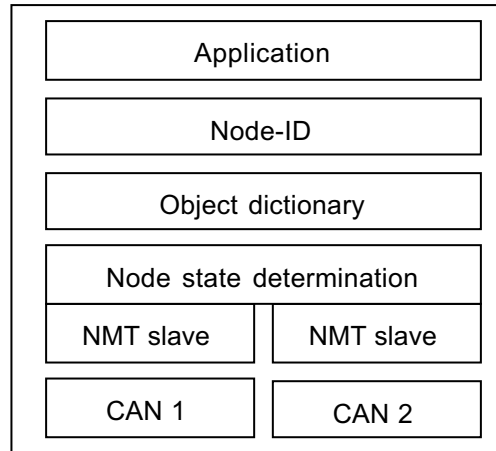 Application
Node-ID
Object dictionary
Node state determination
NMT slave NMT slave
CAN 1 CAN 2